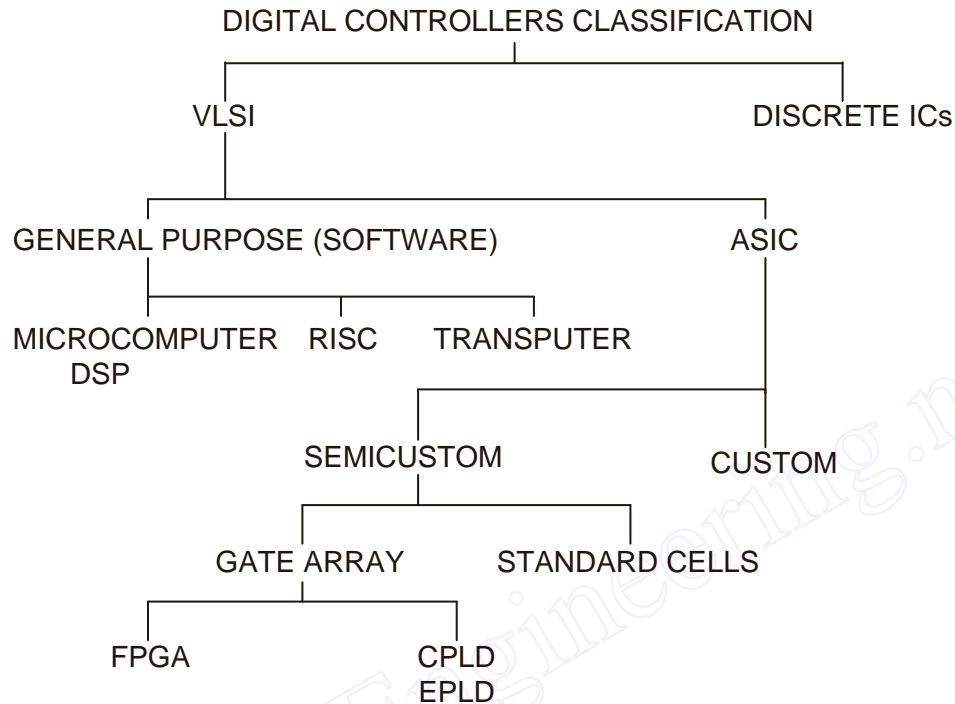 DIGITAL CONTROLLERS CLASSIFICATION
VLSI
DISCRETE ICs
GENERAL PURPOSE (SOFTWARE)
ASIC
MICROCOMPUTER
DSP
RISC
TRANSPUTER
SEMICUSTOM
CUSTOM
GATE ARRAY
STANDARD CELLS
FPGA
CPLD
EPLD